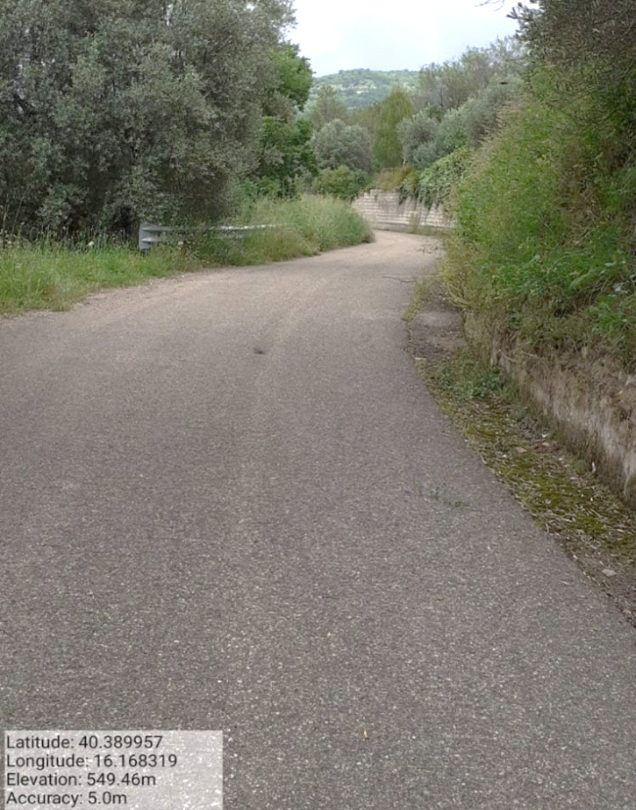 Latitude: 40.389957
Longitude: 16.168319
Elevation: 549.46m
Accuracy: 5.0m